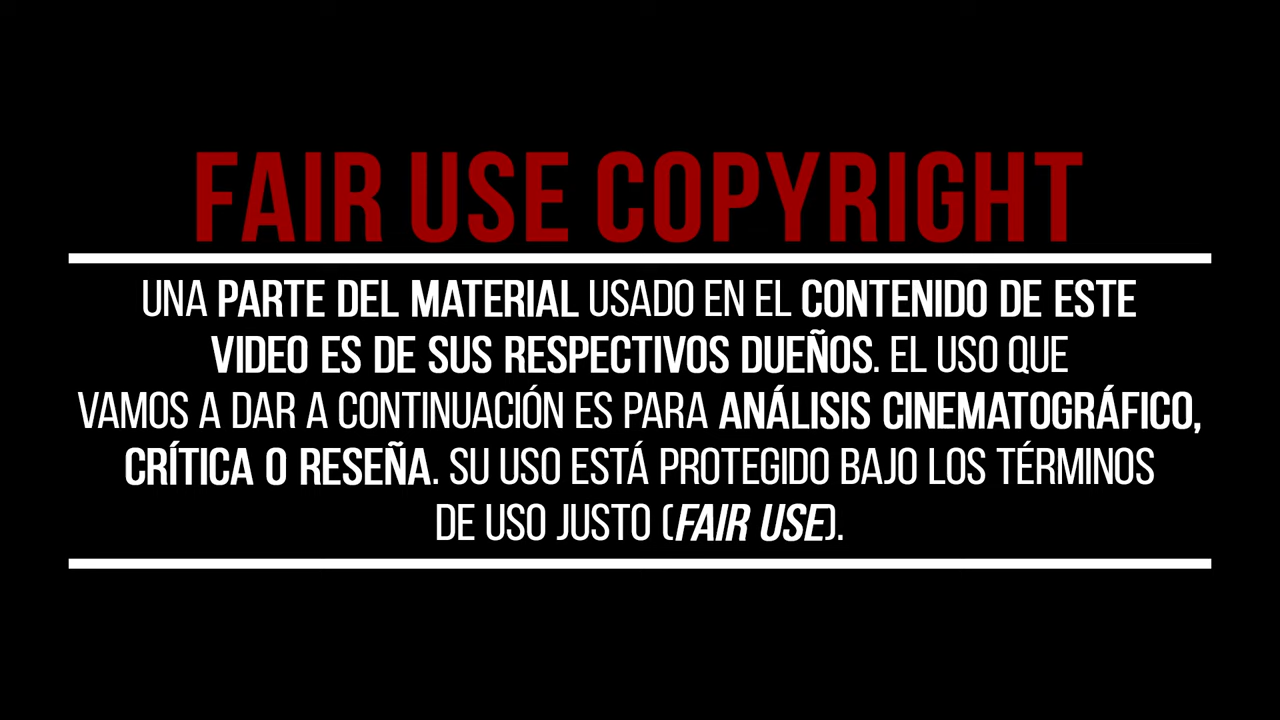 FAIR USE COPYRIGHT
UNA PARTE DEL MATERIAL USADO EN EL CONTENIDO DE ESTE
VIDEO ES DE SUS RESPECTIVOS DUEÑOS. EL USO QUE
VAMOS A DAR A CONTINUACIÓN ES PARA ANÁLISIS CINEMATOGRÁFICO,
CRÍTICA O RESEÑA. SU USO ESTÁ PROTEGIDO BAJO LOS TÉRMINOS
DE USO JUSTO (FAIR USE).